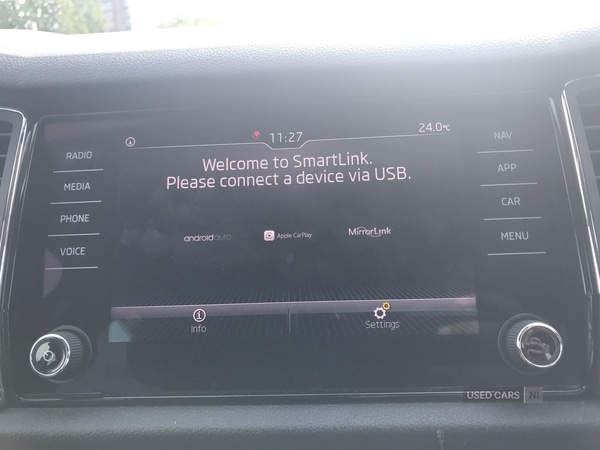 11:27
24.0°C
RADIO
MEDIA
PHONE
VOICE
Welcome to SmartLink.
Please connect a device via USB.
androidauto
Apple CarPlay
MirrorLink
NAV
APP
CAR
MENU
Info
Settings
USED CARS NI